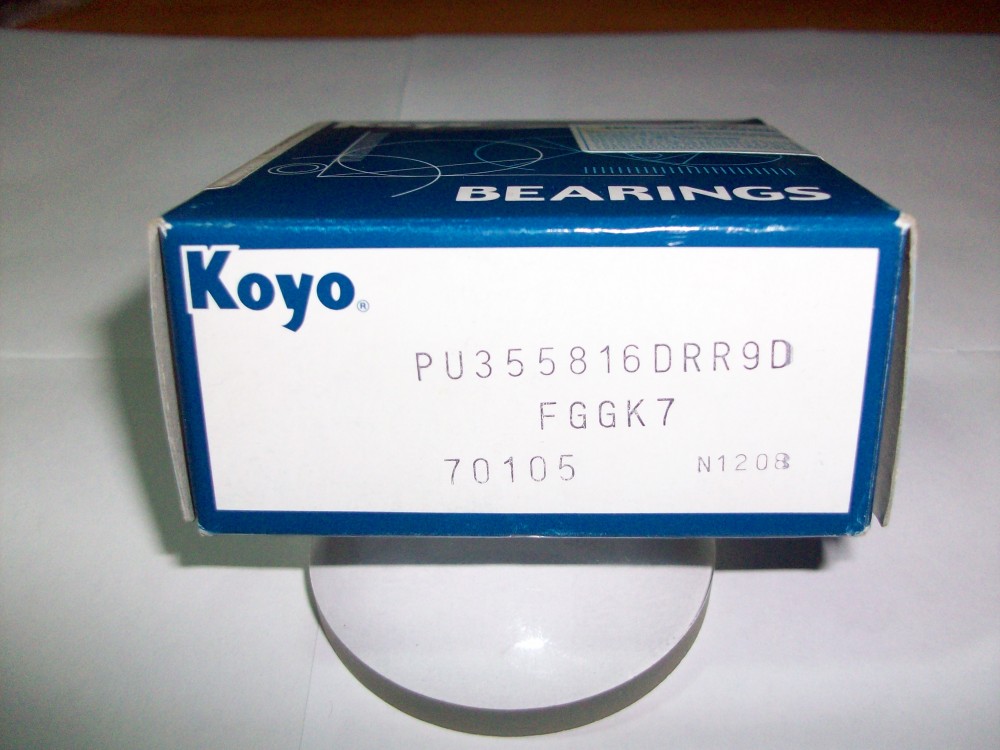 BEARINGS
Koyo®
PU355816DRR9D
FGGK7
70105 N1208